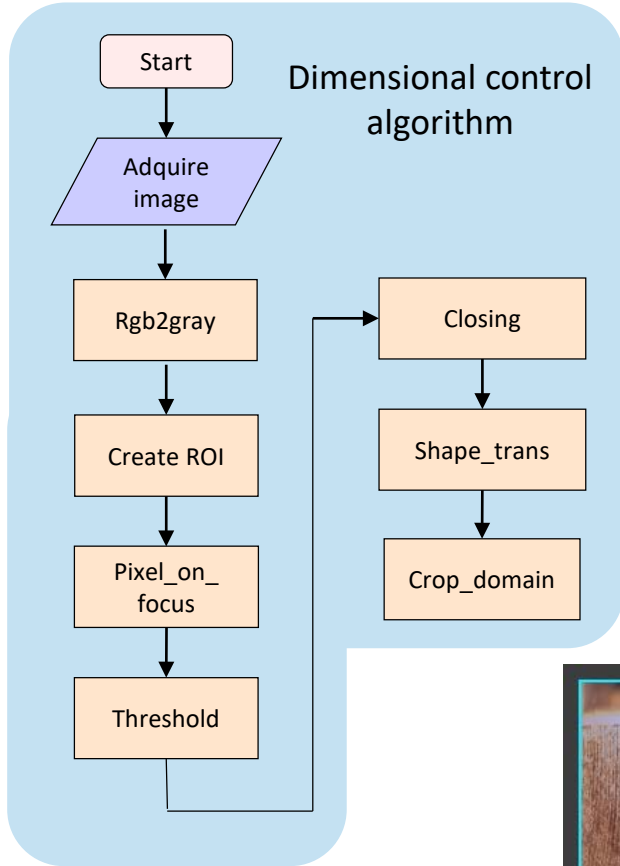 Start
Dimensional control
algorithm
Adquire
image
Rgb2gray
Create ROI
Pixel_on_
focus
Threshold
Closing
Shape_trans
Crop_domain